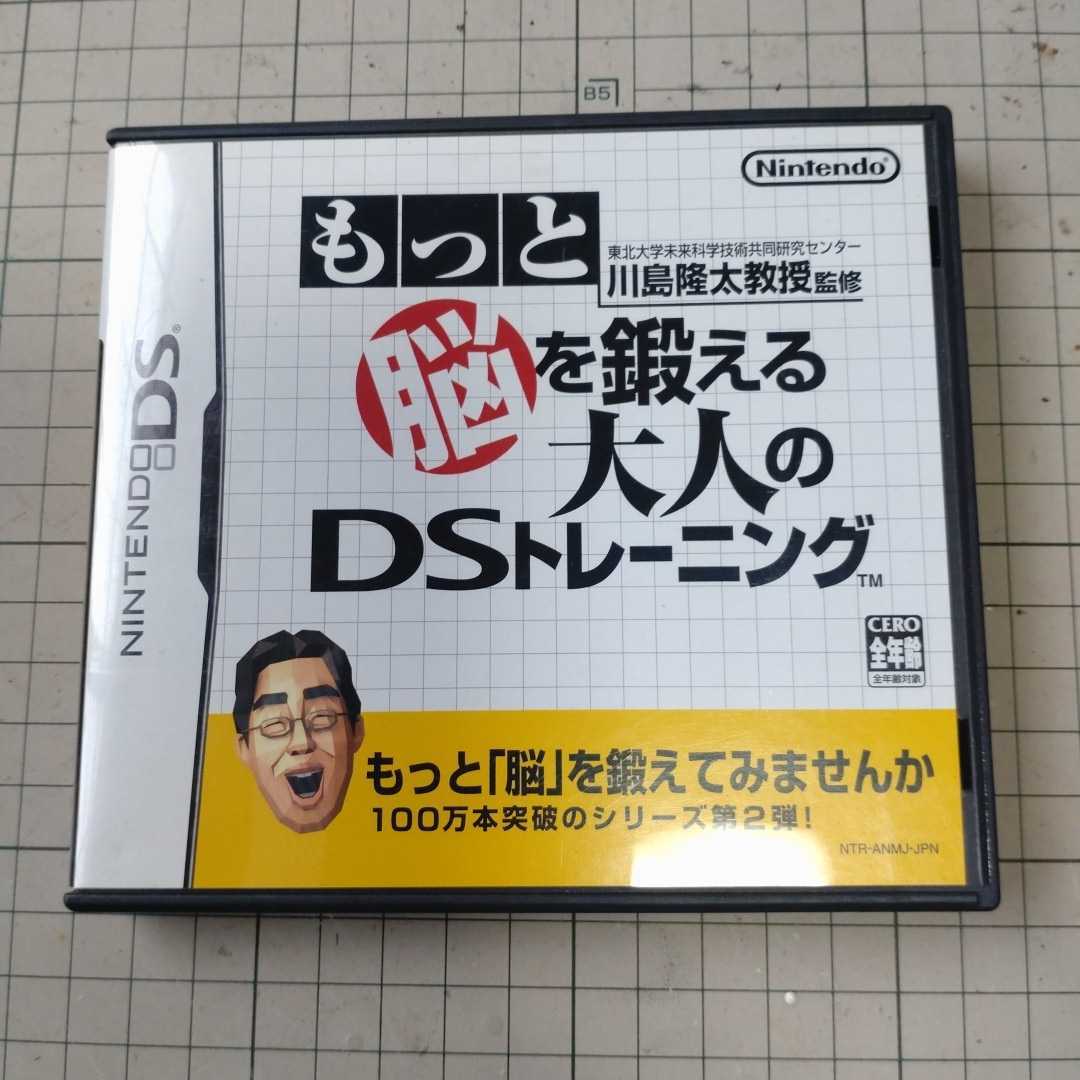 B5
Nintendo®
もっと
東北大学未来科学技術共同研究センター
川島隆太教授監修
脳を鍛える
大人の
DSトレーニング™
NINTENDO DS®
CERO
全年齢
全年齢対象
もっと「脳」を鍛えてみませんか
100万本突破のシリーズ第2弾!
NTR-ANMJ-JPN